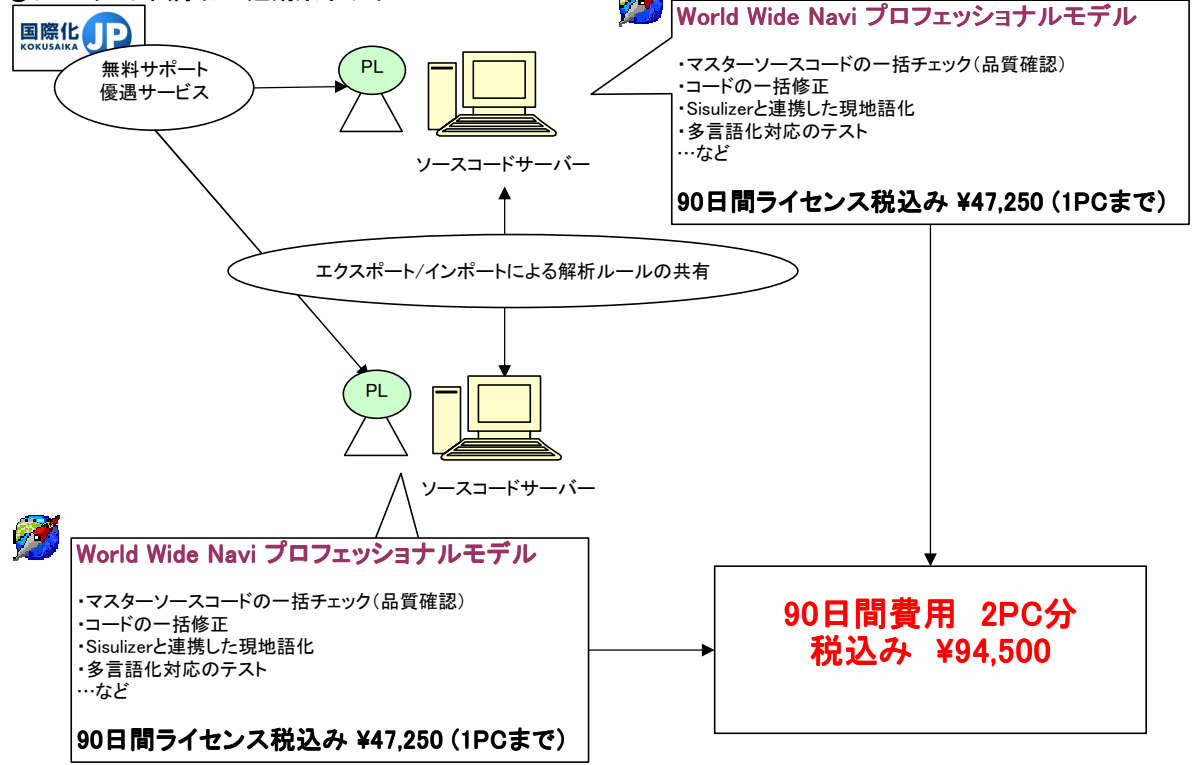 国際化 JP
KOKUSAIKA
無料サポート
優遇サービス
PL
ソースコードサーバー
World Wide Navi プロフェッショナルモデル
・マスターソースコードの一括チェック（品質確認）
・コードの一括修正
・Sisulizerと連携した現地語化
・多言語化対応のテスト
…など
90日間ライセンス税込み ¥47,250 (1PCまで)
エクスポート/インポートによる解析ルールの共有
PL
ソースコードサーバー
World Wide Navi プロフェッショナルモデル
・マスターソースコードの一括チェック（品質確認）
・コードの一括修正
・Sisulizerと連携した現地語化
・多言語化対応のテスト
…など
90日間ライセンス税込み ¥47,250 (1PCまで)
90日間費用　2PC分
税込み　¥94,500